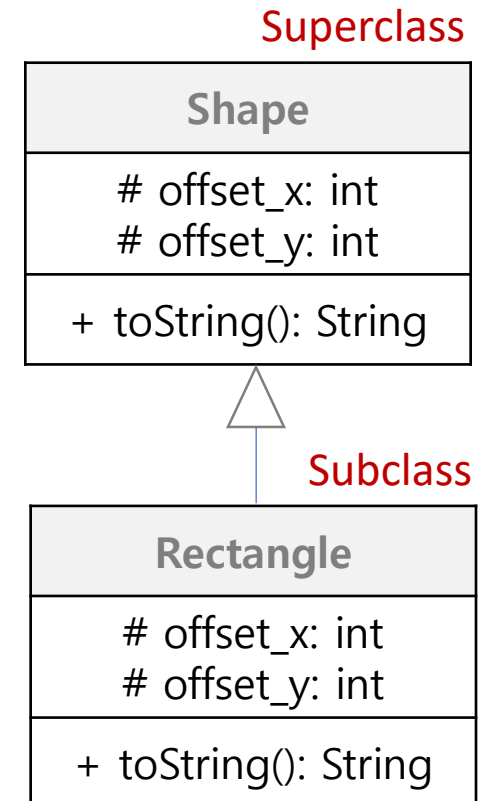 Superclass
Shape
# offset_x: int
# offset_y: int
+ toString(): String
Subclass
Rectangle
# offset_x: int
# offset_y: int
+ toString(): String